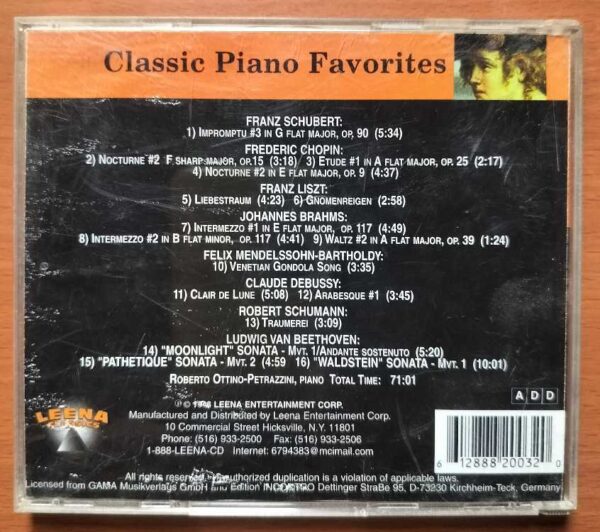 Classic Piano Favorites
FRANZ SCHUBERT:
1) IMPROMPTU #3 IN G FLAT MAJOR, OP. 90 (5:34)
FREDERIC CHOPIN:
2) NOCTURNE #2 F SHARP MAJOR, OP.15 (3:18) 3) ETUDE #1 IN A FLAT MAJOR, OP. 25 (2:17)
4) NOCTURNE #2 IN E FLAT MAJOR, OP. 9 (4:37)
FRANZ LISZT:
5) LIEBESTRAUM (4:23) 6) GNOMENREIGEN (2:58)
JOHANNES BRAHMS:
7) INTERMEZZO #1 IN E FLAT MAJOR, OP. 117 (4:49)
8) INTERMEZZO #2 IN B FLAT MINOR, OP. 117 (4:41) 9) WALTZ #2 IN A FLAT MAJOR, OP. 39 (1:24)
FELIX MENDELSSOHN-BARTHOLDY:
10) VENETIAN GONDOLA SONG (3:35)
CLAUDE DEBUSSY:
11) CLAIR DE LUNE (5:08) 12) ARABESQUE #1 (3:45)
ROBERT SCHUMANN:
13) TRAUMEREI (3:09)
LUDWIG VAN BEETHOVEN:
14) "MOONLIGHT" SONATA - MVT. 1/ANDANTE SOSTENUTO (5:20)
15) "PATHETIQUE" SONATA - MVT. 2 (4:59) 16) "WALDSTEIN" SONATA - MVT. 1 (10:01)
ROBERTO OTTINO-PETRAZZINI, PIANO TOTAL TIME: 71:01
A D D
LEENA
CLASSICS
© LEENA ENTERTAINMENT CORP.
Manufactured and Distributed by Leena Entertainment Corp.
10 Commercial Street Hicksville, N.Y. 11801
Phone: (516) 933-2500 Fax: (516) 933-2506
1-888-LEENA-CD Internet: 6794383@mcimail.com
6 12888 20032 0
All rights reserved. Unauthorized duplication is a violation of applicable laws.
Licensed from GAMA Musikverlags GmbH and Edition INCONTRO Dettinger StraBe 95, D-73230 Kirchheim-Teck, Germany